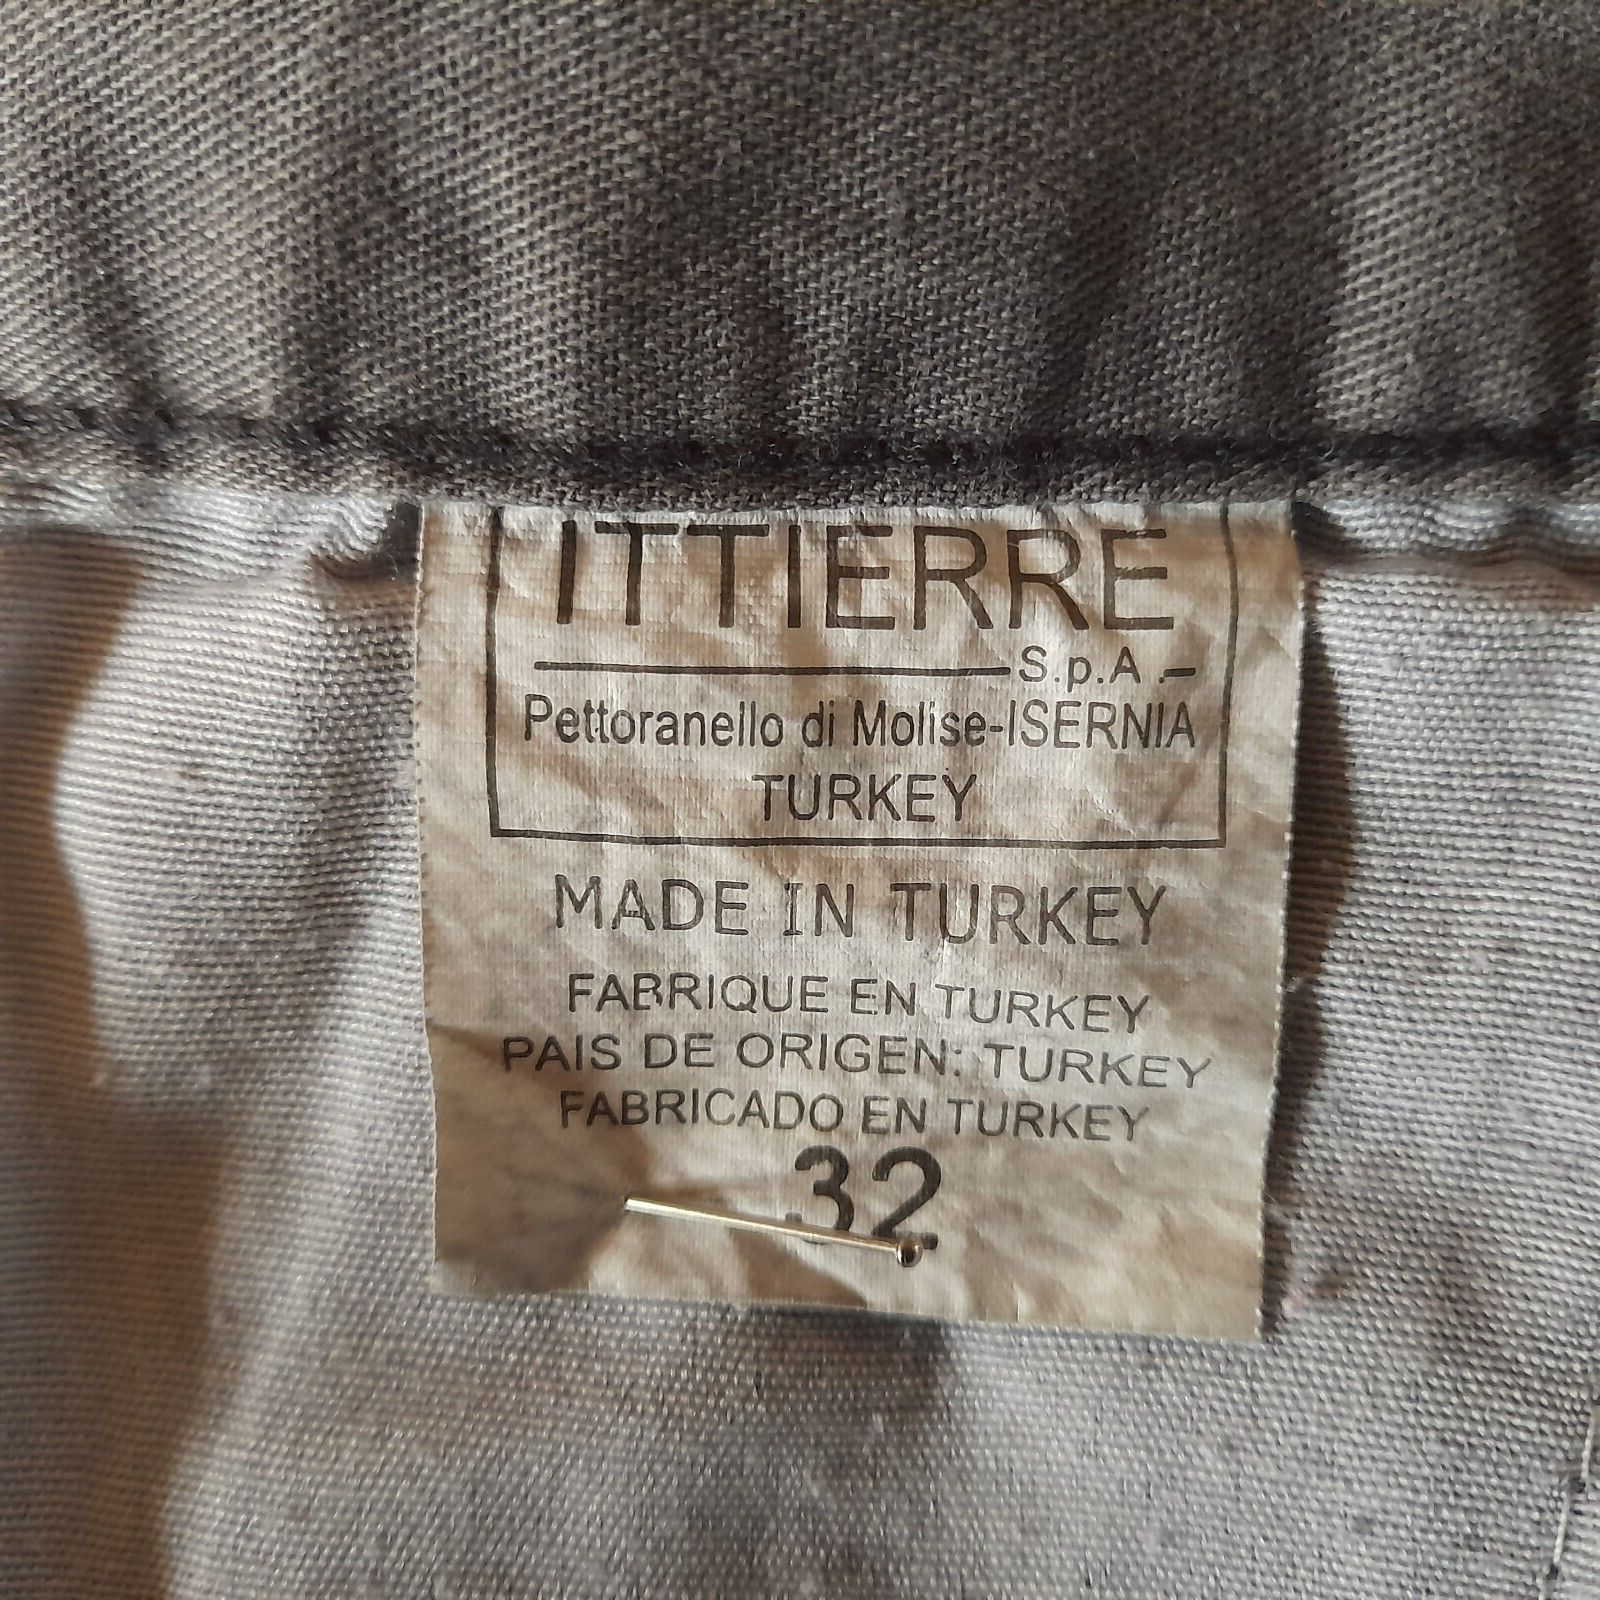 ITTIERRE
S.p.A.
Pettoranello di Molise-ISERNIA
TURKEY
MADE IN TURKEY
FABRIQUE EN TURKEY
PAIS DE ORIGEN: TURKEY
FABRICADO EN TURKEY
32